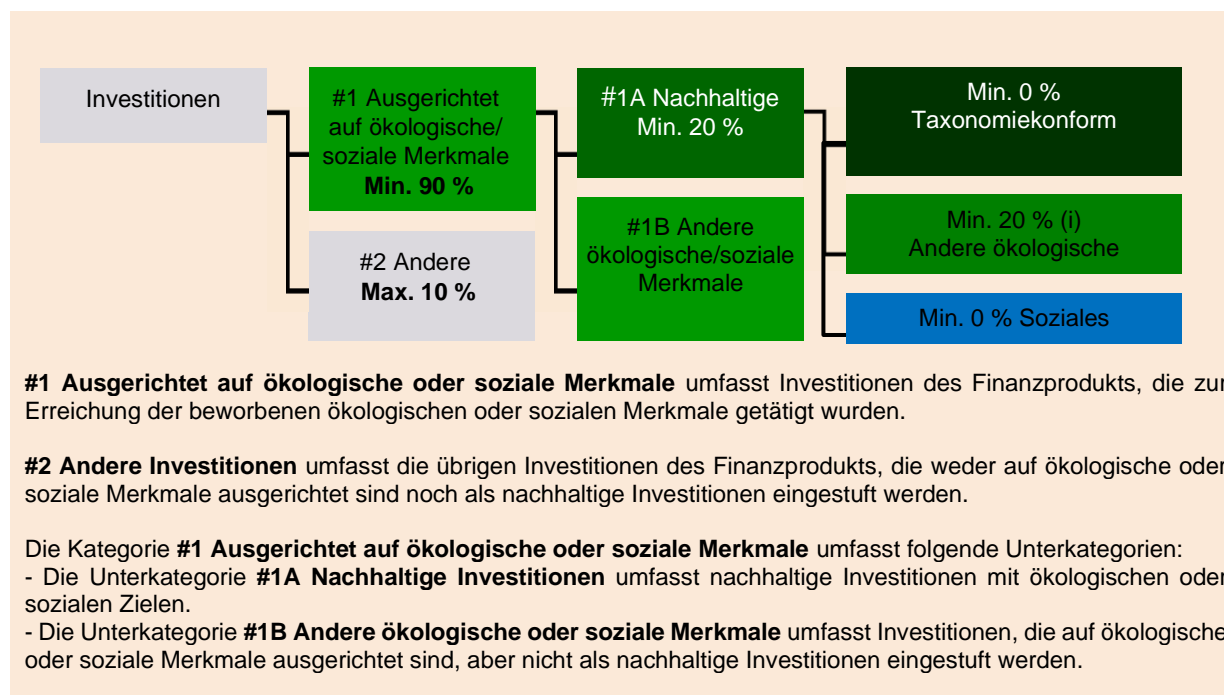 Investitionen
#1 Ausgerichtet
auf ökologische/
soziale Merkmale
Min. 90 %
#2 Andere
Max. 10 %
#1A Nachhaltige
Min. 20 %
#1B Andere
ökologische/soziale
Merkmale
Min. 0 %
Taxonomiekonform
Min. 20 % (i)
Andere ökologische
Min. 0 % Soziales
#1 Ausgerichtet auf ökologische oder soziale Merkmale umfasst Investitionen des Finanzprodukts, die zur
Erreichung der beworbenen ökologischen oder sozialen Merkmale getätigt wurden.
#2 Andere Investitionen umfasst die übrigen Investitionen des Finanzprodukts, die weder auf ökologische oder
soziale Merkmale ausgerichtet sind noch als nachhaltige Investitionen eingestuft werden.
Die Kategorie #1 Ausgerichtet auf ökologische oder soziale Merkmale umfasst folgende Unterkategorien:
- Die Unterkategorie #1A Nachhaltige Investitionen umfasst nachhaltige Investitionen mit ökologischen oder
sozialen Zielen.
- Die Unterkategorie #1B Andere ökologische oder soziale Merkmale umfasst Investitionen, die auf ökologische
oder soziale Merkmale ausgerichtet sind, aber nicht als nachhaltige Investitionen eingestuft werden.